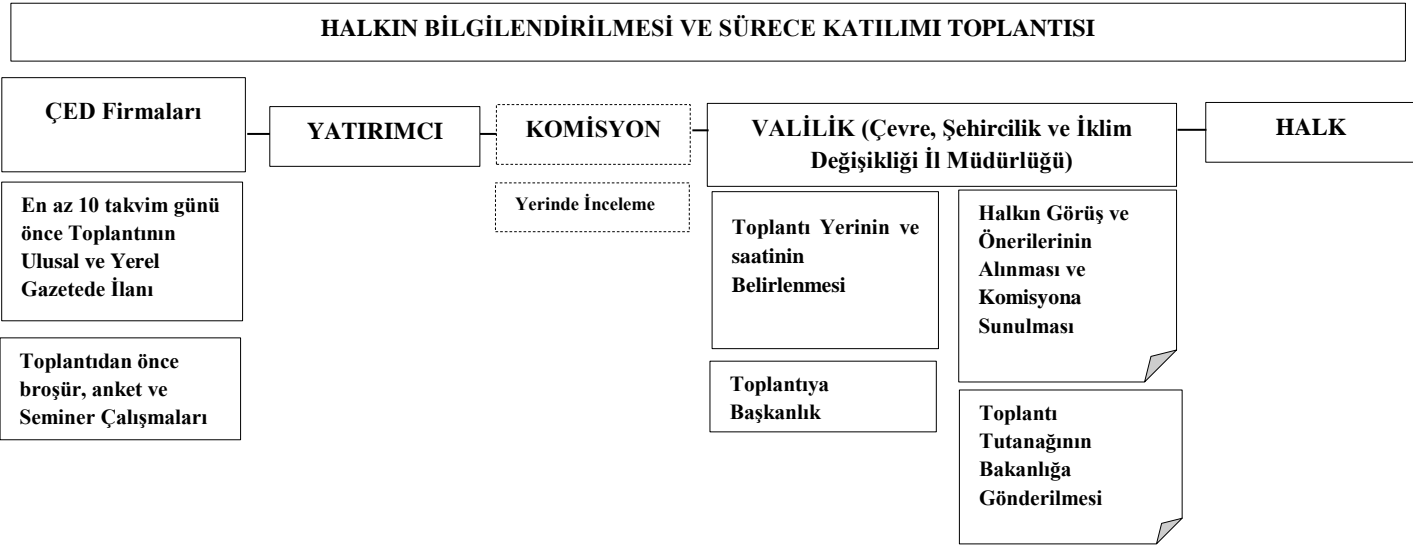 HALKIN BİLGİLENDİRİLMESİ VE SÜRECE KATILIMI TOPLANTISI
ÇED Firmaları
YATIRIMCI
KOMİSYON
VALİLİK (Çevre, Şehircilik ve İklim
Değişikliği İl Müdürlüğü)
HALK
En az 10 takvim günü
önce Toplantının
Ulusal ve Yerel
Gazetede İlanı
Toplantıdan önce
broşür, anket ve
Seminer Çalışmaları
Yerinde İnceleme
Toplantı Yerinin ve
saatinin
Belirlenmesi
Toplantıya
Başkanlık
Halkın Görüş ve
Önerilerinin
Alınması ve
Komisyona
Sunulması
Toplantı
Tutanağının
Bakanlığa
Gönderilmesi